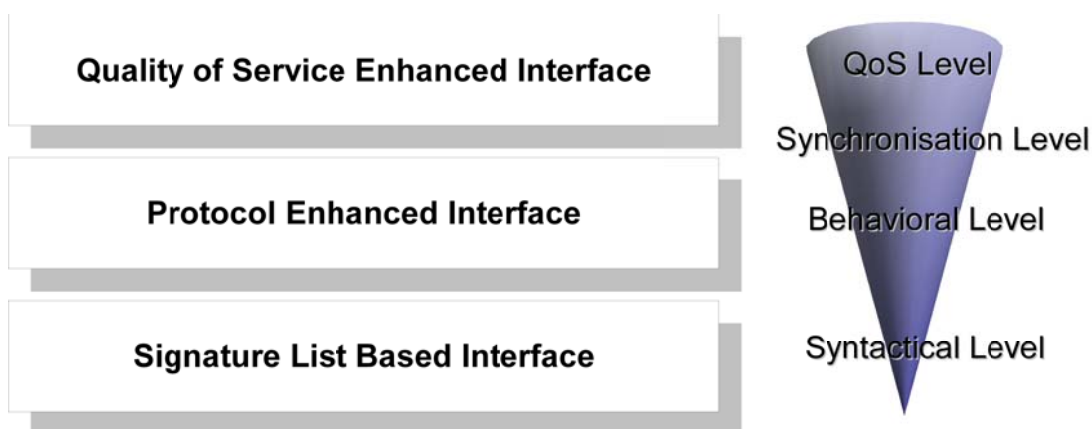 Quality of Service Enhanced Interface
QoS Level
Synchronisation Level
Protocol Enhanced Interface
Behavioral Level
Signature List Based Interface
Syntactical Level